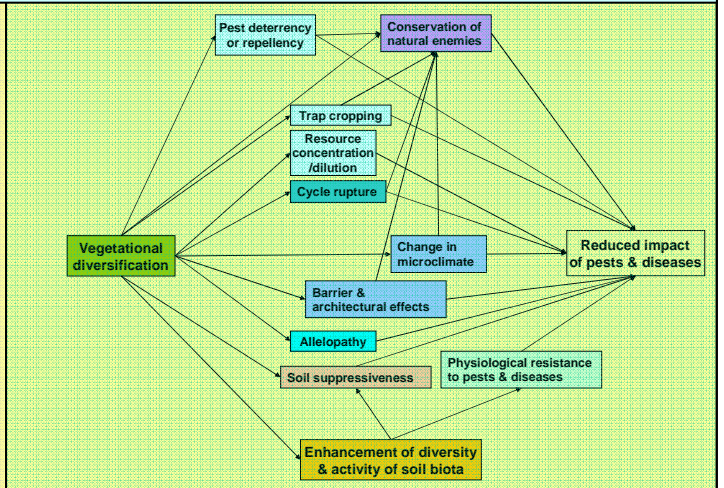 Pest deterrency
or repellency
Conservation of
natural enemies
Trap cropping
Resource
concentration
/dilution
Cycle rupture
Vegetational
diversification
Change in
microclimate
Reduced impact
of pests & diseases
Barrier &
architectural effects
Allelopathy
Soil suppressiveness
Physiological resistance
to pests & diseases
Enhancement of diversity
& activity of soil biota